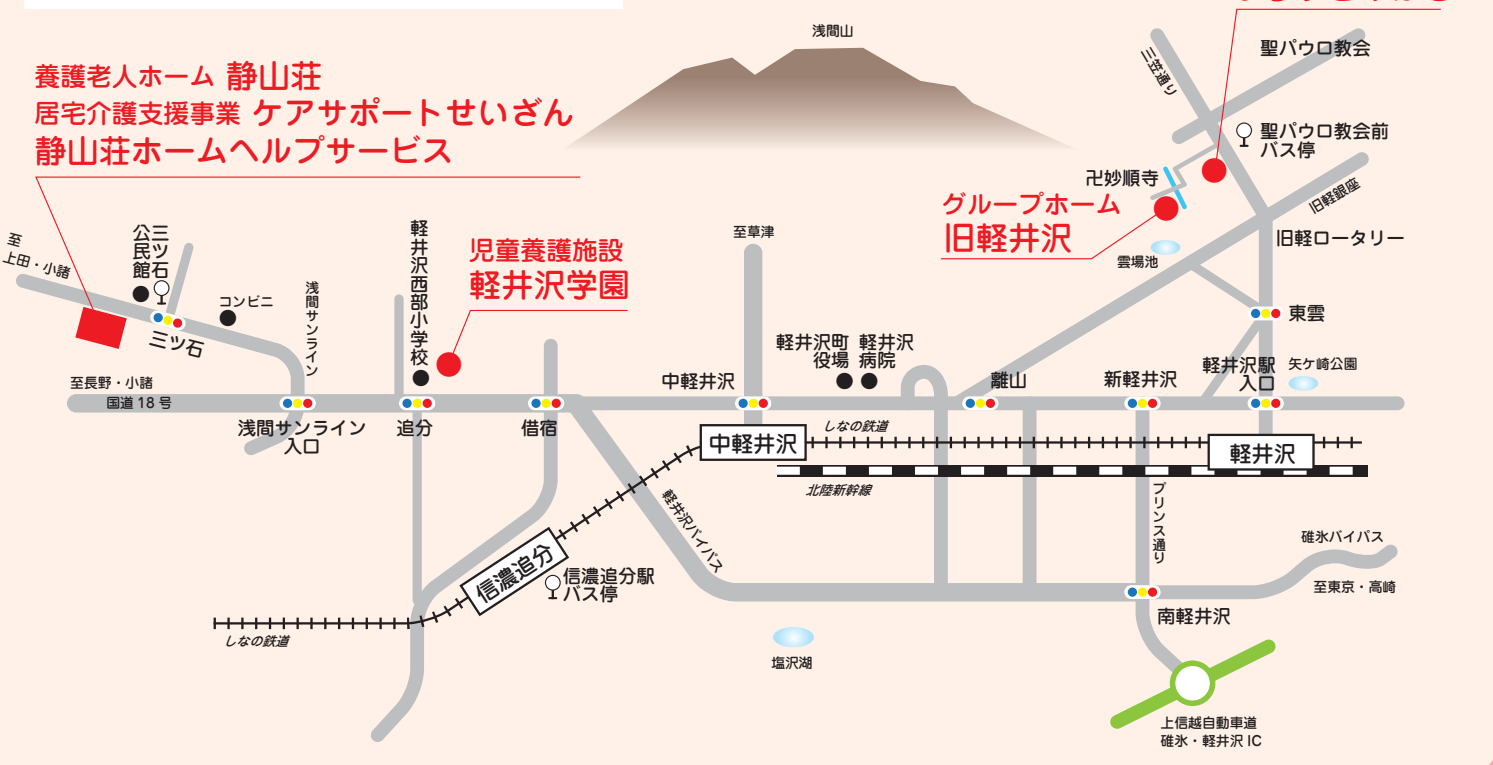 浅間山
養護老人ホーム 静山荘
居宅介護支援事業 ケアサポートせいざん
静山荘ホームヘルプサービス
三笠通り
聖パウロ教会
聖パウロ教会前
バス停
卍妙順寺
旧軽銀座
グループホーム
旧軽井沢
雲場池
旧軽ロータリー
至
上田・小諸
三ツ石
公民館
コンビニ
三ツ石
浅間サンライン
軽井沢西部小学校
児童養護施設
軽井沢学園
至草津
東雲
軽井沢町
役場
軽井沢
病院
軽井沢駅
入口
矢ケ崎公園
至長野・小諸
国道18号
中軽井沢
離山
新軽井沢
浅間サンライン
入口
追分
借宿
中軽井沢
しなの鉄道
軽井沢
北陸新幹線
軽井沢バイパス
プリンス通り
碓氷バイパス
至東京・高崎
信濃追分
信濃追分駅
バス停
しなの鉄道
塩沢湖
南軽井沢
上信越自動車道
碓氷・軽井沢 IC